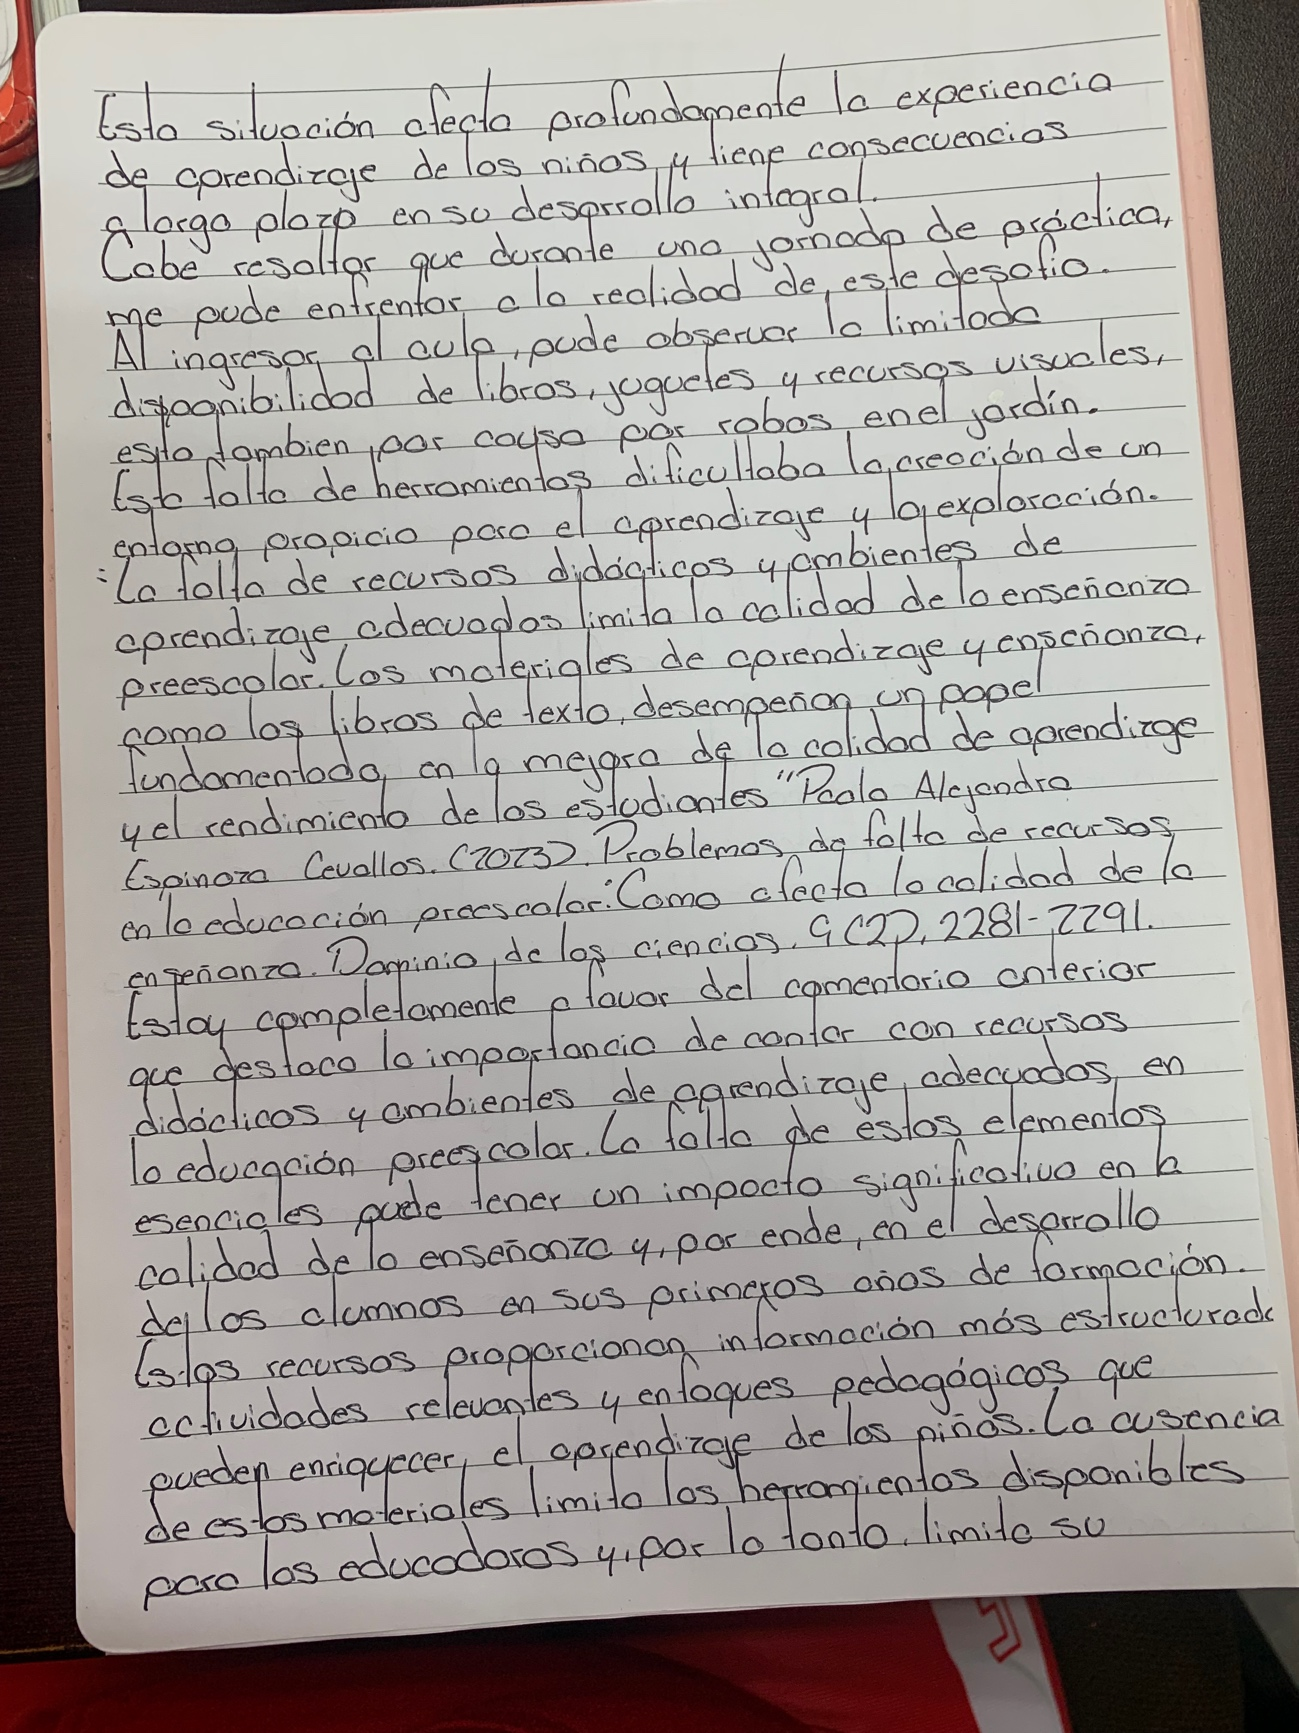 Esta situación afecta profundamente la experiencia
de aprendizaje de los niños y tiene consecuencias
a largo plazo en su desarrollo integral.
Cabe resaltar que durante una jornada de práctica,
me pude enfrentar a la realidad de este desafio.
Al ingresar al aula, pude observar la limitada
dispognibilidad de libros, juguetes y recursos visuales,
esto tambien por causa por robos en el jardín.
Esta falta de herramientas dificultaba la creación de un
entorno propicio para el aprendizaje y la exploración.
"La falta de recursos didácticos y ambientes de
aprendizaje adecuados limita la calidad de la enseñanza
preescolar. Los materiales de aprendizaje y enseñanza,
como los libros de texto, desempeñan un papel
fundamentado en la mejora de la calidad de aprendizge
y el rendimiento de los estudiantes "Paola Alejandra
Espinoza Cevallos. (2023). Problemas de falta de recursos
en la educación preescolar: Como afecta la calidad de la
enseñanza. Dominio de las ciencias, 9(2), 2281-2291.
Estoy completamente a favor del comentario anterior
que destaca la importancia de contar con recursos
didácticos y ambientes de aprendizaje adecuados en
la educación preescolar. La falta de estos elementos
esenciales puede tener un impacto significativo en la
calidad de la enseñanza y, por ende, en el desarrollo
de los alumnos en sus primeros años de formación.
Estos recursos proporcionan información más estructurada
actividades relevantes y enfoques pedagógicos que
pueden enriquecer el aprendizaje de los niños. La ausencia
de estos materiales limita las herramientas disponibles
para los educadoras y, por lo tanto, limita su